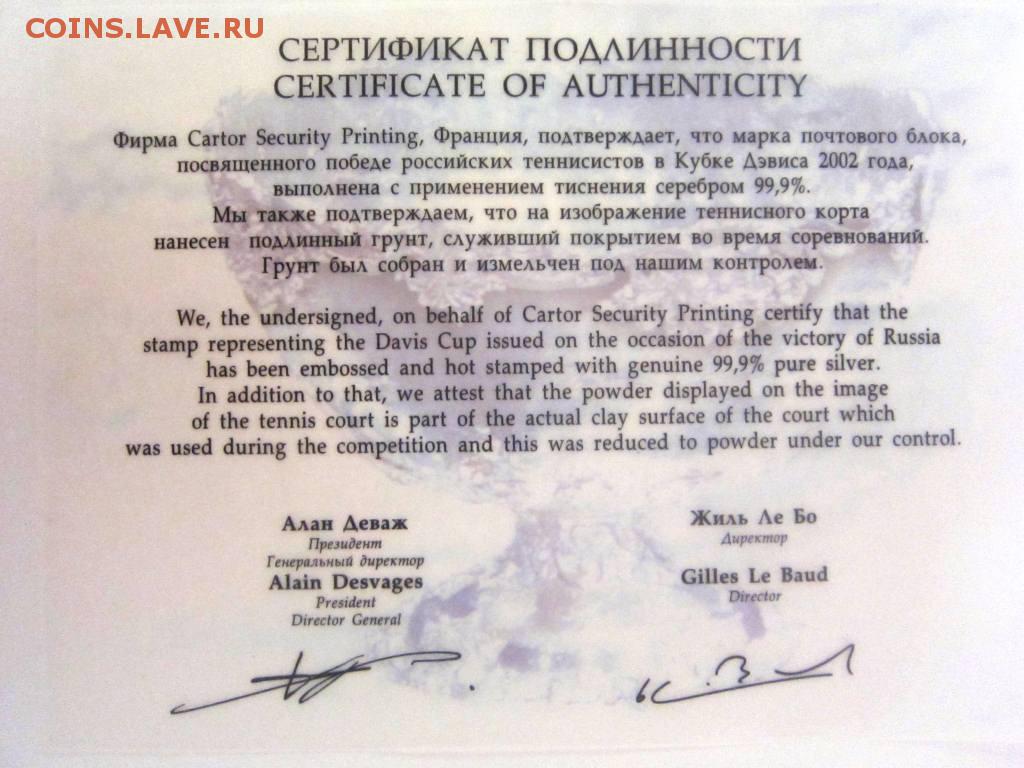 COINS.LAVE.RU
СЕРТИФИКАТ ПОДЛИННОСТИ
CERTIFICATE OF AUTHENTICITY
Фирма Cartor Security Printing, Франция, подтверждает, что марка почтового блока,
посвященного победе российских теннисистов в Кубке Дэвиса 2002 года,
выполнена с применением тиснения серебром 99,9%.
Мы также подтверждаем, что на изображение теннисного корта
нанесен подлинный грунт, служивший покрытием во время соревнований.
Грунт был собран и измельчен под нашим контролем.
We, the undersigned, on behalf of Cartor Security Printing certify that the
stamp representing the Davis Cup issued on the occasion of the victory of Russia
has been embossed and hot stamped with genuine 99,9% pure silver.
In addition to that, we attest that the powder displayed on the image
of the tennis court is part of the actual clay surface of the court which
was used during the competition and this was reduced to powder under our control.
Алан Деваж
Президент
Генеральный директор
Alain Desvages
President
Director General
Жиль Ле Бо
Директор
Gilles Le Baud
Director